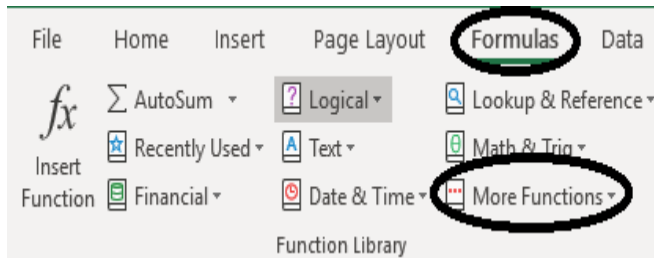 File Home Insert Page Layout Formulas Data
fx Insert Function
∑ AutoSum Logical Lookup & Reference
Recently Used Text Math & Trig
Financial Date & Time More Functions
Function Library